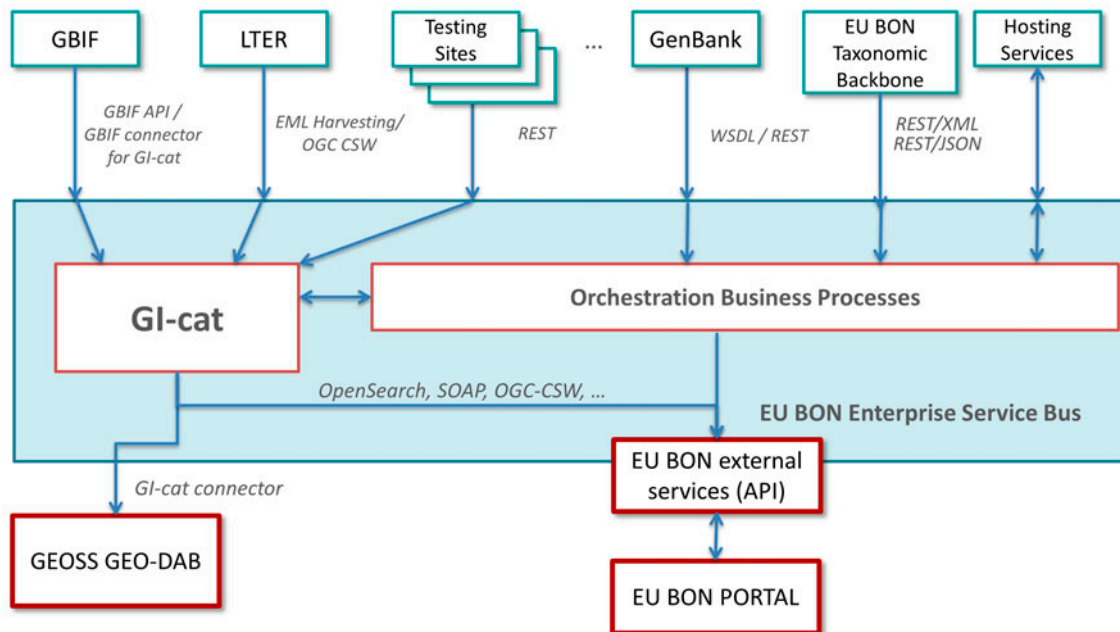 GBIF
LTER
Testing
Sites
...
GenBank
EU BON
Taxonomic
Backbone
Hosting
Services
GBIF API /
GBIF connector
for GI-cat
EML Harvesting/
OGC CSW
REST
WSDL / REST
REST/XML
REST/JSON
GI-cat
Orchestration Business Processes
OpenSearch, SOAP, OGC-CSW, ...
EU BON Enterprise Service Bus
EU BON external
services (API)
GI-cat connector
GEOSS GEO-DAB
EU BON PORTAL